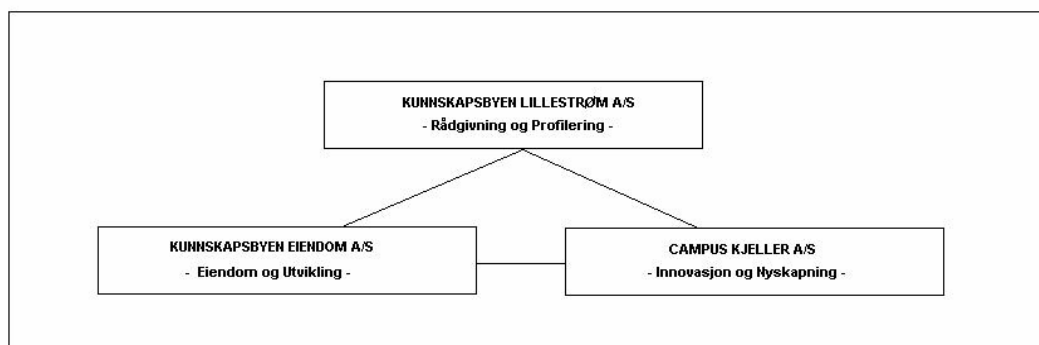 KUNNSKAPSBYEN LILLESTRØM A/S
- Rådgivning og Profilering -
KUNNSKAPSBYEN EIENDOM A/S
- Eiendom og Utvikling -
CAMPUS KJELLER A/S
- Innovasjon og Nyskapning -